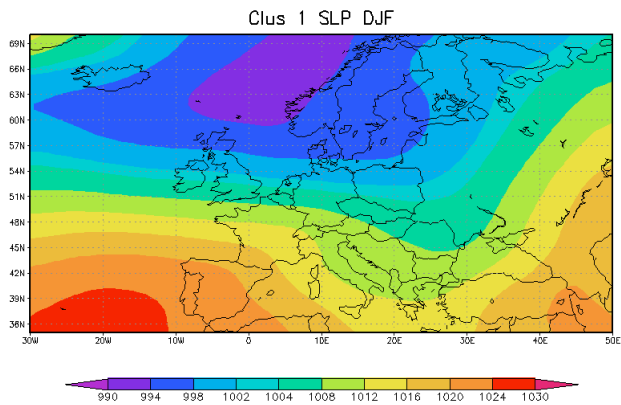 Clus 1 SLP DJF
69N
66N
63N
60N
57N
54N
51N
48N
45N
42N
39N
36N
30W 20W 10W 0 10E 20E 30E 40E 50E
990 994 998 1002 1004 1008 1012 1016 1020 1024 1030